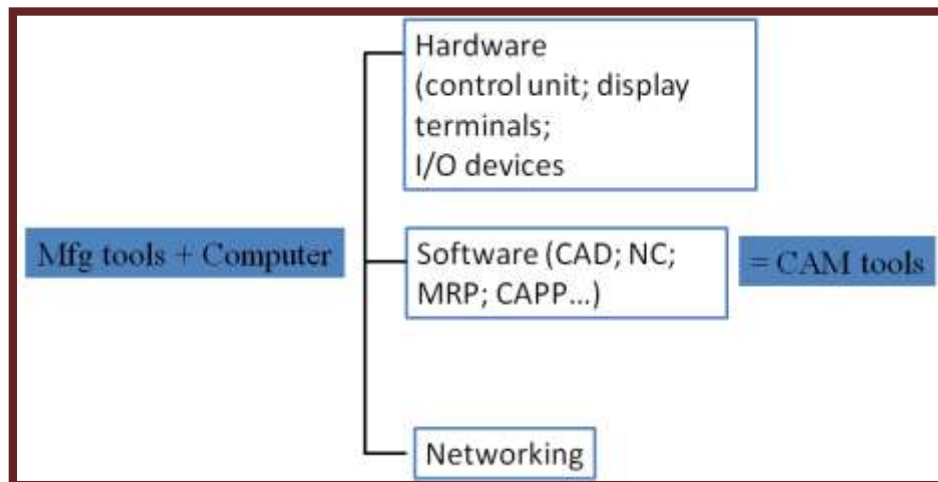 Hardware
(control unit; display
terminals;
I/O devices
Mfg tools + Computer
Software (CAD; NC;
MRP; CAPP...)
= CAM tools
Networking